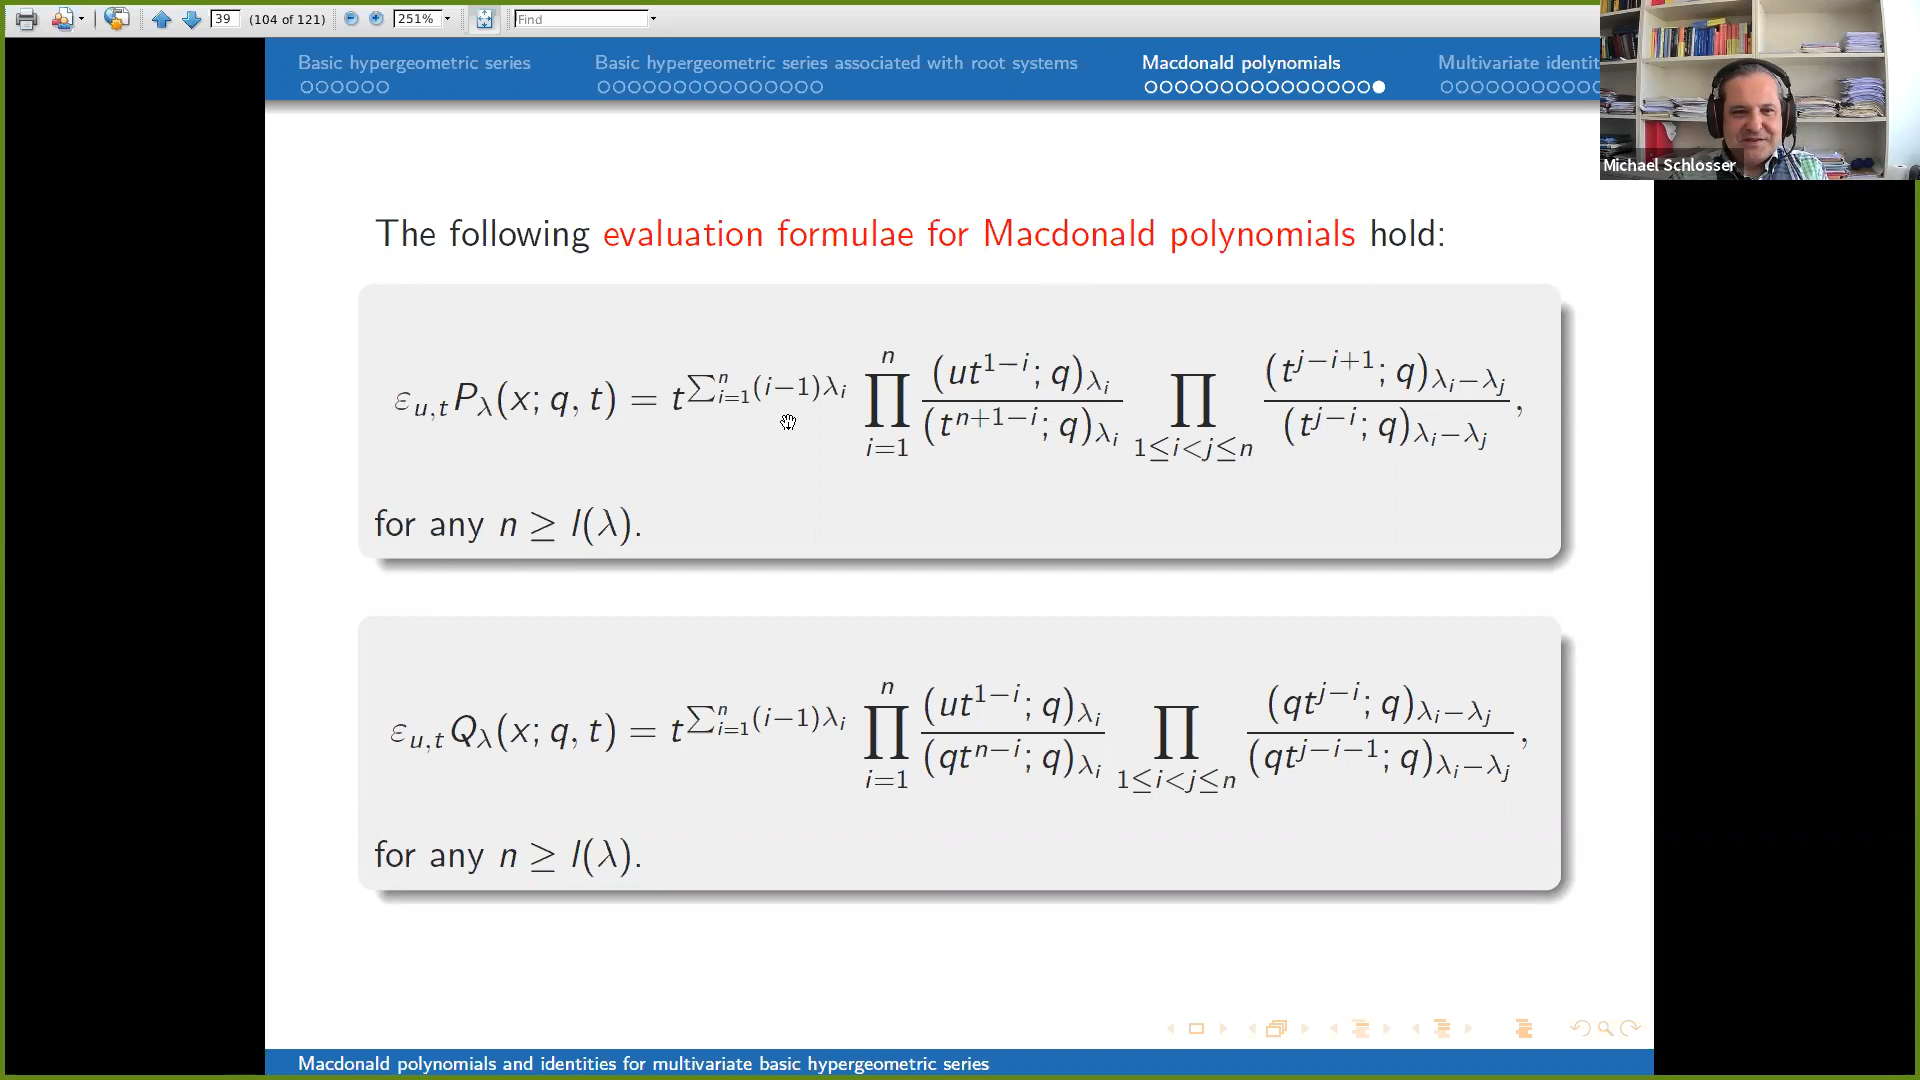 39 (104 of 121) 251% Find
Basic hypergeometric series Basic hypergeometric series associated with root systems Macdonald polynomials Multivariate identit
Michael Schlosser
The following evaluation formulae for Macdonald polynomials hold:
ε_{u,t}P_λ(x; q, t) = t^{∑_{i=1}^n (i−1)λ_i} ∏_{i=1}^n \frac{(ut^{1−i}; q)_{λ_i}}{(t^{n+1−i}; q)_{λ_i}} ∏_{1≤i<j≤n} \frac{(t^{j−i+1}; q)_{λ_i−λ_j}}{(t^{j−i}; q)_{λ_i−λ_j}},
for any n ≥ l(λ).
ε_{u,t}Q_λ(x; q, t) = t^{∑_{i=1}^n (i−1)λ_i} ∏_{i=1}^n \frac{(ut^{1−i}; q)_{λ_i}}{(qt^{n−i}; q)_{λ_i}} ∏_{1≤i<j≤n} \frac{(qt^{j−i}; q)_{λ_i−λ_j}}{(qt^{j−i−1}; q)_{λ_i−λ_j}},
for any n ≥ l(λ).
Macdonald polynomials and identities for multivariate basic hypergeometric series